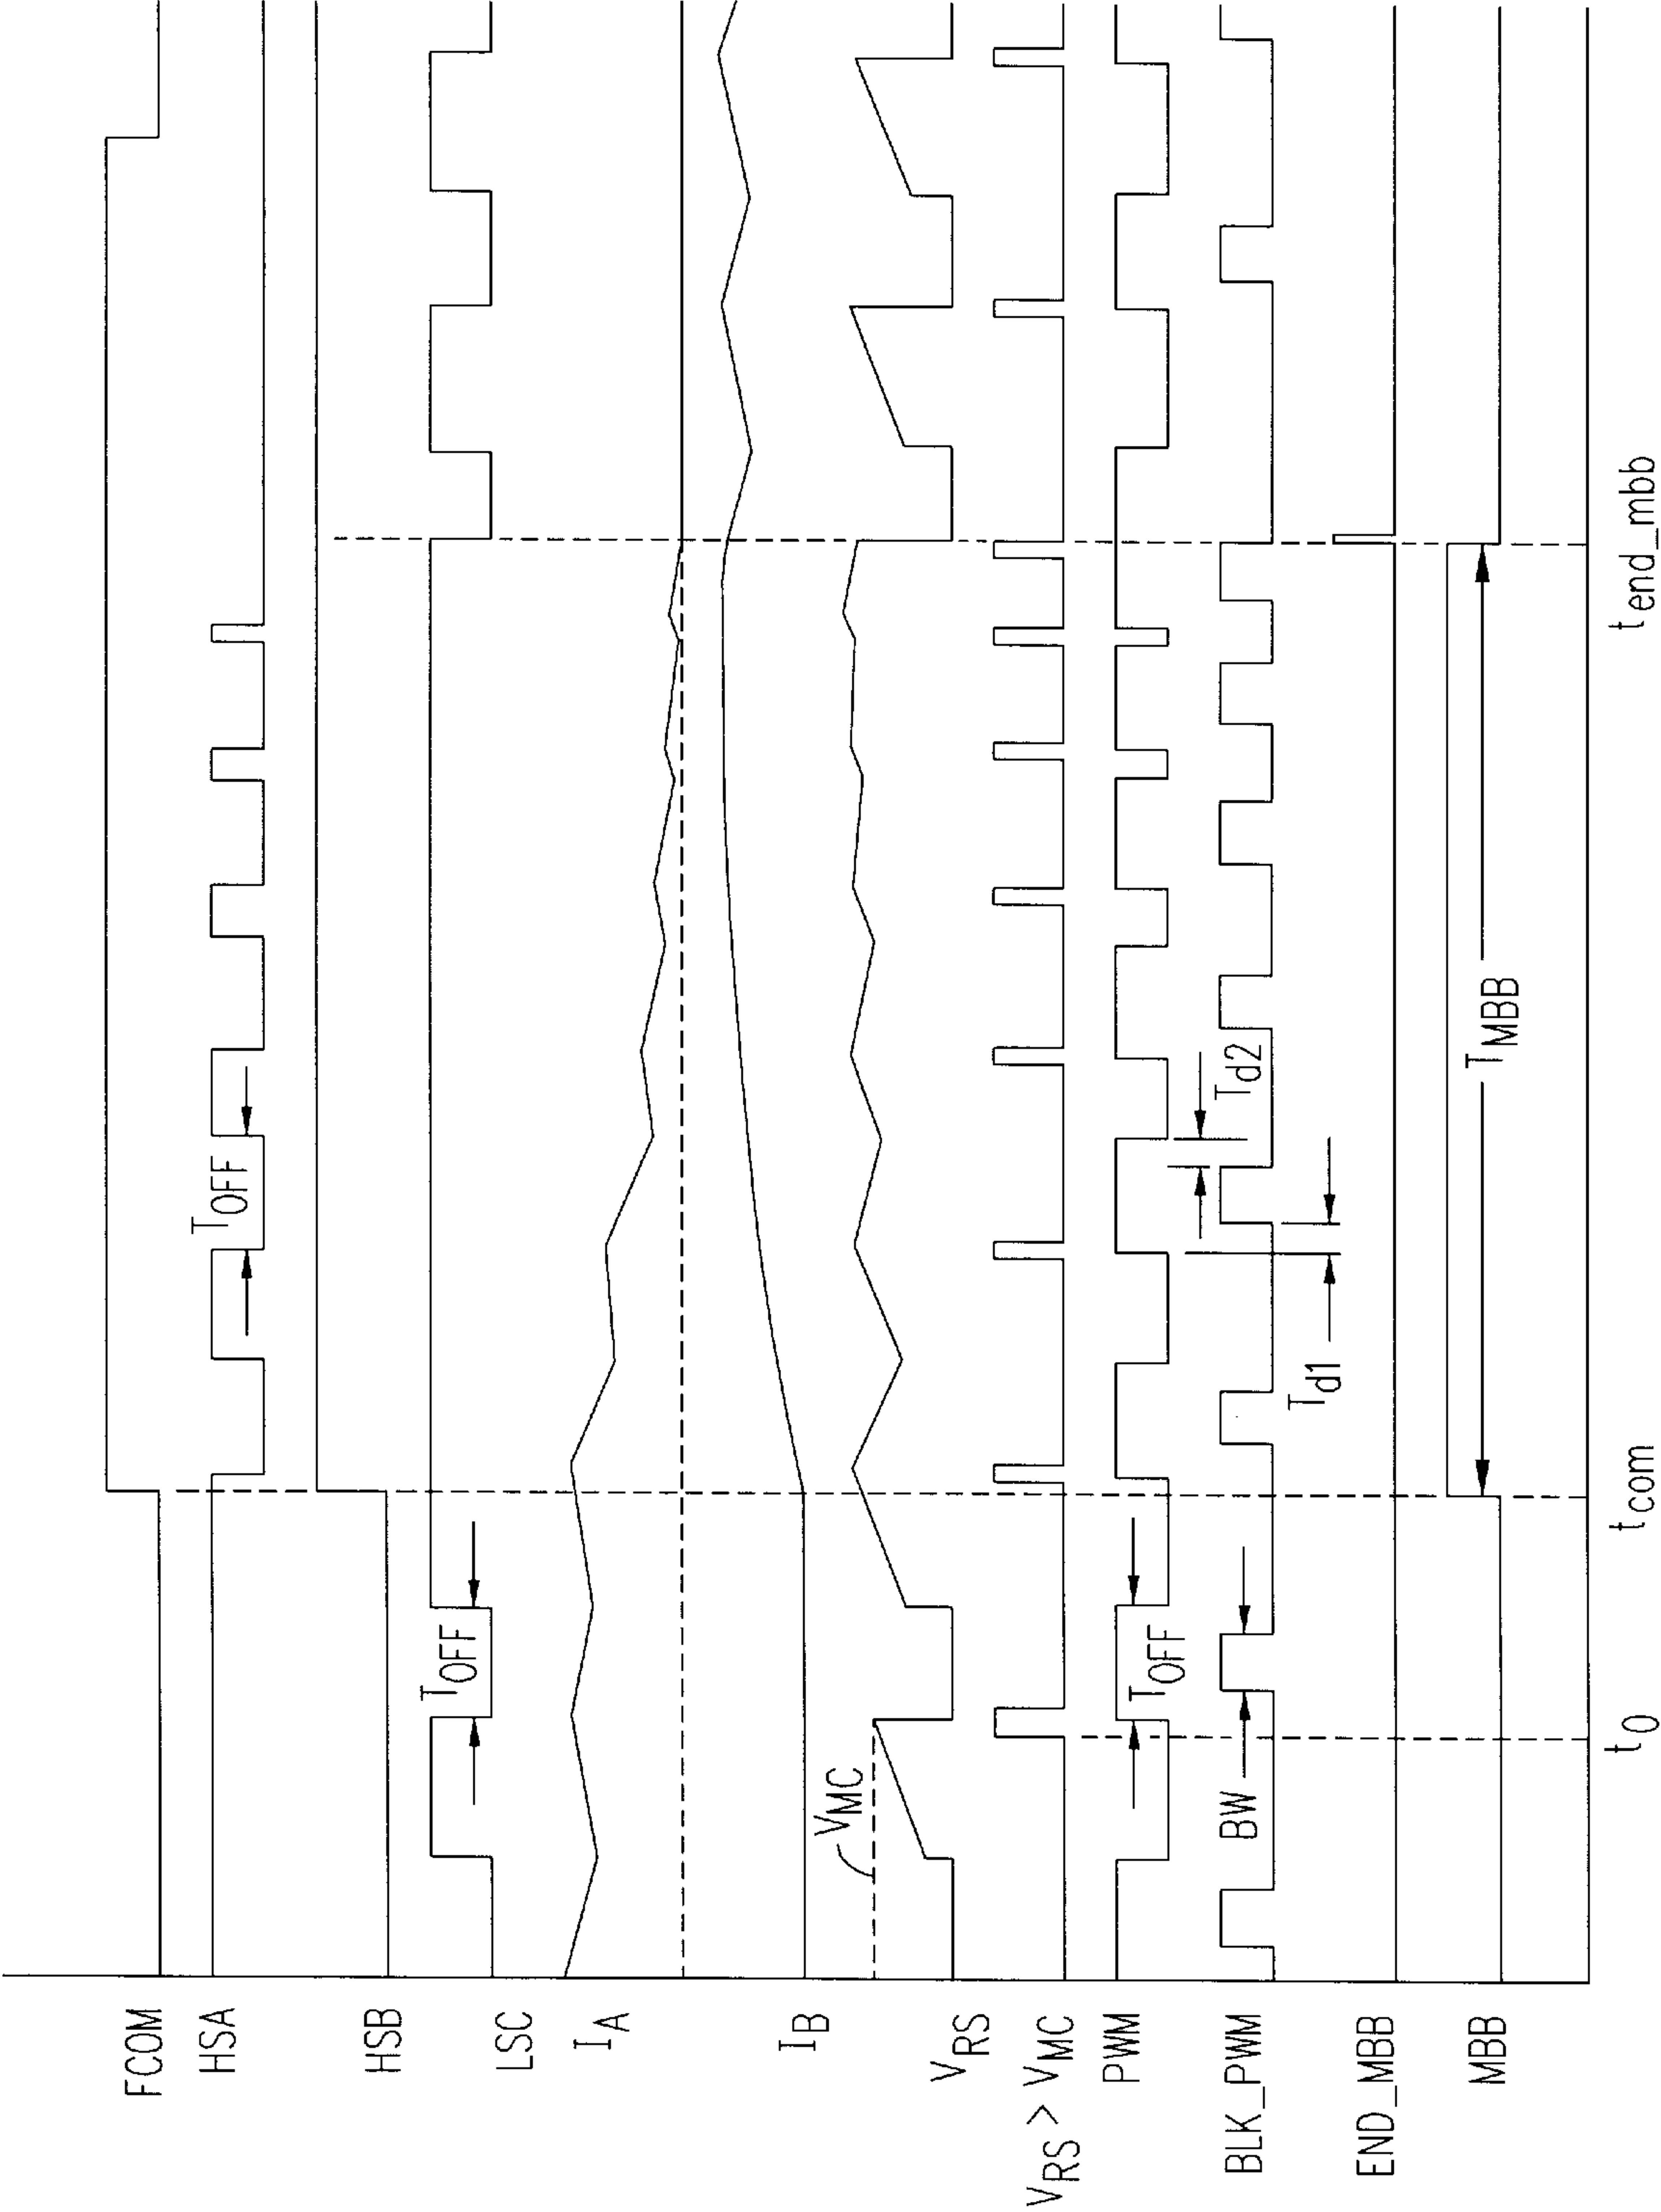 FCOM
HSA
HSB
LSC
I_A
I_B
V_RS
V_RS > V_MC
PWM
BLK_PWM
END_MBB
MBB
T_OFF
T_OFF
V_MC
T_OFF
BW
T_d1
T_d2
T_MBB
t_0
t_com
t_end_mbb